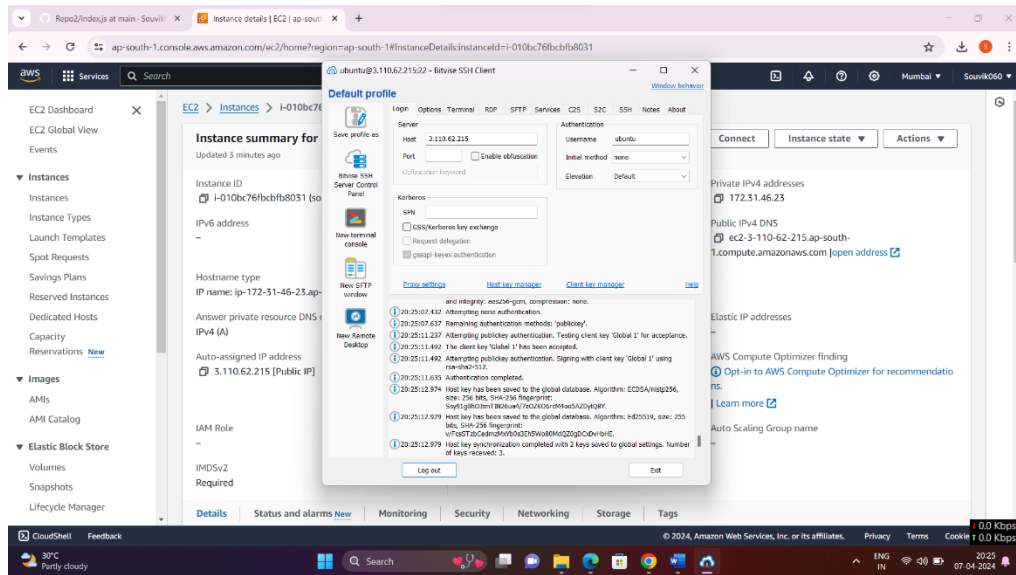 Repo2/index.js at main · Souvik
Instance details | EC2 | ap-sout
ap-south-1.console.aws.amazon.com/ec2/home?region=ap-south-1#InstanceDetails:instanceId=i-010bc76fbcbfb8031
aws
Services
Search
Mumbai
Souvik060
EC2 Dashboard
EC2 Global View
Events
Instances
Instances
Instance Types
Launch Templates
Spot Requests
Savings Plans
Reserved Instances
Dedicated Hosts
Capacity
Reservations New
Images
AMIs
AMI Catalog
Elastic Block Store
Volumes
Snapshots
Lifecycle Manager
EC2 > Instances > i-010bc76
Instance summary for
Updated 3 minutes ago
Connect
Instance state
Actions
Instance ID
i-010bc76fbcbfb8031 (so
IPv6 address
–
Hostname type
IP name: ip-172-31-46-23.ap-
Answer private resource DNS
IPv4 (A)
Auto-assigned IP address
3.110.62.215 [Public IP]
IAM Role
–
IMDSv2
Required
Private IPv4 addresses
172.31.46.23
Public IPv4 DNS
ec2-3-110-62-215.ap-south-
1.compute.amazonaws.com |open address
Elastic IP addresses
–
AWS Compute Optimizer finding
Opt-in to AWS Compute Optimizer for recommendatio
ns.
| Learn more
Auto Scaling Group name
–
Details Status and alarms New Monitoring Security Networking Storage Tags
ubuntu@3.110.62.215:22 - Bitvise SSH Client
Default profile
Window behavior
Save profile as
Bitvise SSH
Server Control
Panel
New terminal
console
New SFTP
window
New Remote
Desktop
Login Options Terminal RDP SFTP Services C2S S2C SSH Notes About
Server
Host 3.110.62.215
Port
Enable obfuscation
Obfuscation keyword
Kerberos
SPN
GSS/Kerberos key exchange
Request delegation
gssapi-keyex authentication
Authentication
Username ubuntu
Initial method none
Elevation Default
Proxy settings
Host key manager
Client key manager
Help
and integrity: aes256-gcm, compression: none.
20:25:07.432 Attempting none authentication.
20:25:07.637 Remaining authentication methods: 'publickey'.
20:25:11.237 Attempting publickey authentication. Testing client key 'Global 1' for acceptance.
20:25:11.492 The client key 'Global 1' has been accepted.
20:25:11.492 Attempting publickey authentication. Signing with client key 'Global 1' using
rsa-sha2-512.
20:25:11.635 Authentication completed.
20:25:12.974 Host key has been saved to the global database. Algorithm: ECDSA/nistp256,
size: 256 bits, SHA-256 fingerprint:
20:25:12.979 Host key has been saved to the global database. Algorithm: Ed25519, size: 255
bits, SHA-256 fingerprint:
20:25:12.979 Host key synchronization completed with 2 keys saved to global settings. Number
of keys received: 3.
Log out
Exit
CloudShell
Feedback
© 2024, Amazon Web Services, Inc. or its affiliates.
Privacy
Terms
Cookie
0.0 Kbps
0.0 Kbps
30°C
Partly cloudy
Search
ENG
IN
20:25
07-04-2024